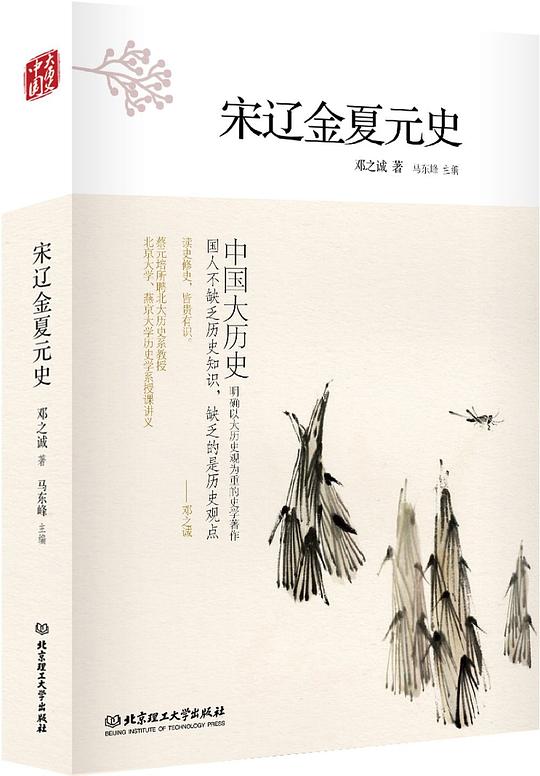 大历史
中国
宋辽金夏元史
邓之诚 著 马东峰 主编
中国大历史 明确以大历史观为重的史学著作
国人不缺乏历史知识，缺乏的是历史观点
——邓之诚
读史修史，皆贵有识。
蔡元培所聘北大历史系教授
北京大学、燕京大学历史学系授课讲义
北京理工大学出版社
BEIJING INSTITUTE OF TECHNOLOGY PRESS
宋辽金夏元史
邓之诚 著 马东峰 主编
北京理工大学出版社